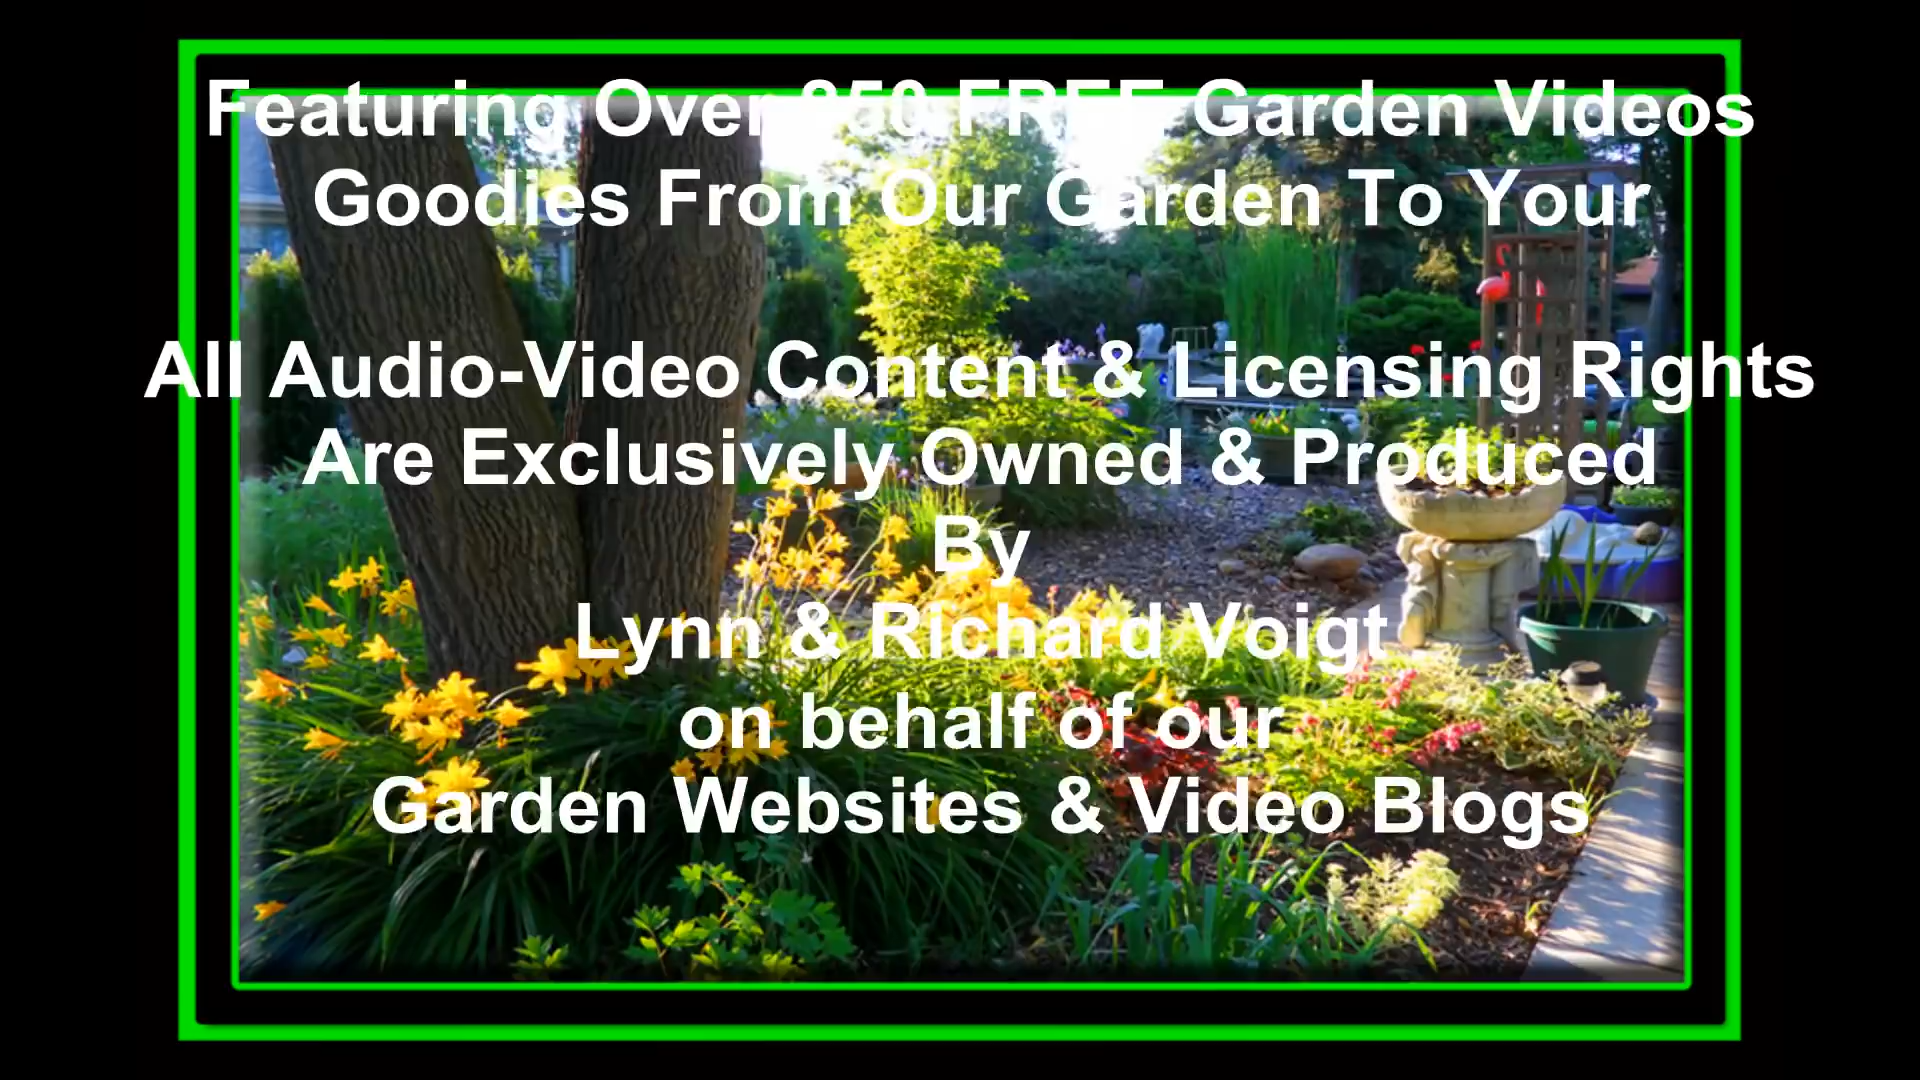 Featuring Over 850 FREE Garden Videos
Goodies From Our Garden To Your
All Audio-Video Content & Licensing Rights
Are Exclusively Owned & Produced
By
Lynn & Richard Voigt
on behalf of our
Garden Websites & Video Blogs